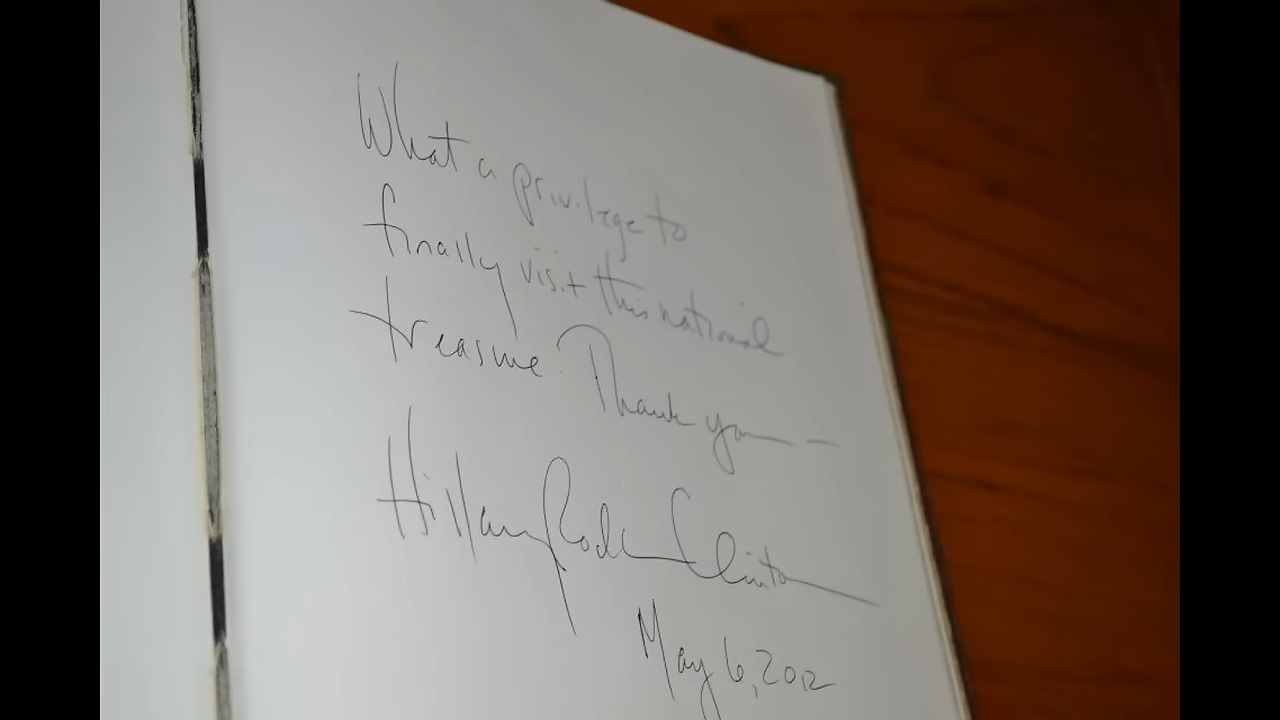 What a privilege to
finally visit this national
treasure. Thank you —
Hillary Rodham Clinton
May 6, 2012